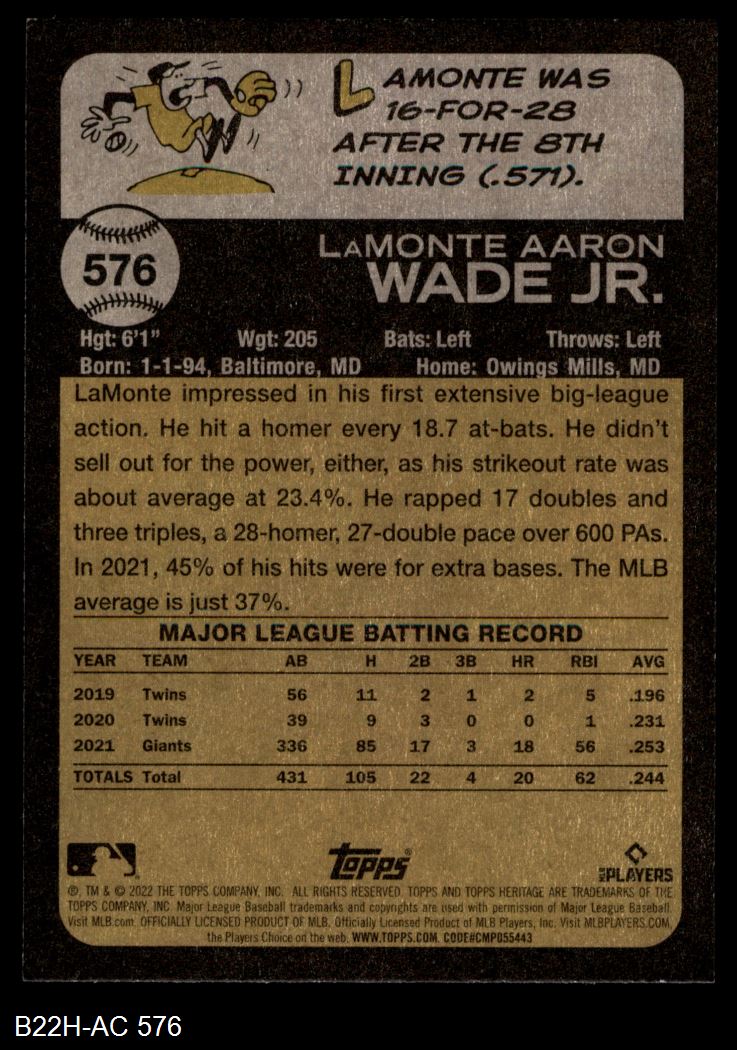 LAMONTE WAS
16-FOR-28
AFTER THE 8TH
INNING (.571).
576
LAMONTE AARON
WADE JR.
Hgt: 6'1" Wgt: 205 Bats: Left Throws: Left
Born: 1-1-94, Baltimore, MD Home: Owings Mills, MD
LaMonte impressed in his first extensive big-league
action. He hit a homer every 18.7 at-bats. He didn't
sell out for the power, either, as his strikeout rate was
about average at 23.4%. He rapped 17 doubles and
three triples, a 28-homer, 27-double pace over 600 PAs.
In 2021, 45% of his hits were for extra bases. The MLB
average is just 37%.
MAJOR LEAGUE BATTING RECORD
YEAR TEAM AB H 2B 3B HR RBI AVG
2019 Twins 56 11 2 1 2 5 .196
2020 Twins 39 9 3 0 0 1 .231
2021 Giants 336 85 17 3 18 56 .253
TOTALS Total 431 105 22 4 20 62 .244
Topps®
MLB PLAYERS
®, TM & © 2022 THE TOPPS COMPANY, INC. ALL RIGHTS RESERVED. TOPPS AND TOPPS HERITAGE ARE TRADEMARKS OF THE
TOPPS COMPANY, INC. Major League Baseball trademarks and copyrights are used with permission of Major League Baseball.
Visit MLB.com. OFFICIALLY LICENSED PRODUCT OF MLB. Officially Licensed Product of MLB Players, Inc. Visit MLBPLAYERS.COM,
the Players Choice on the web. WWW.TOPPS.COM. CODE#CMP055443
B22H-AC 576